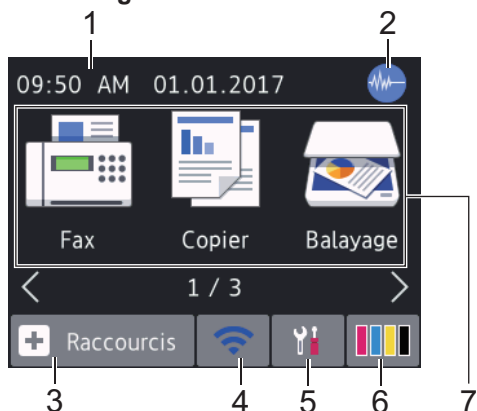 1 2
09:50 AM 01.01.2017
Fax Copier Balayage
1 / 3
Raccourcis
3 4 5 6 7